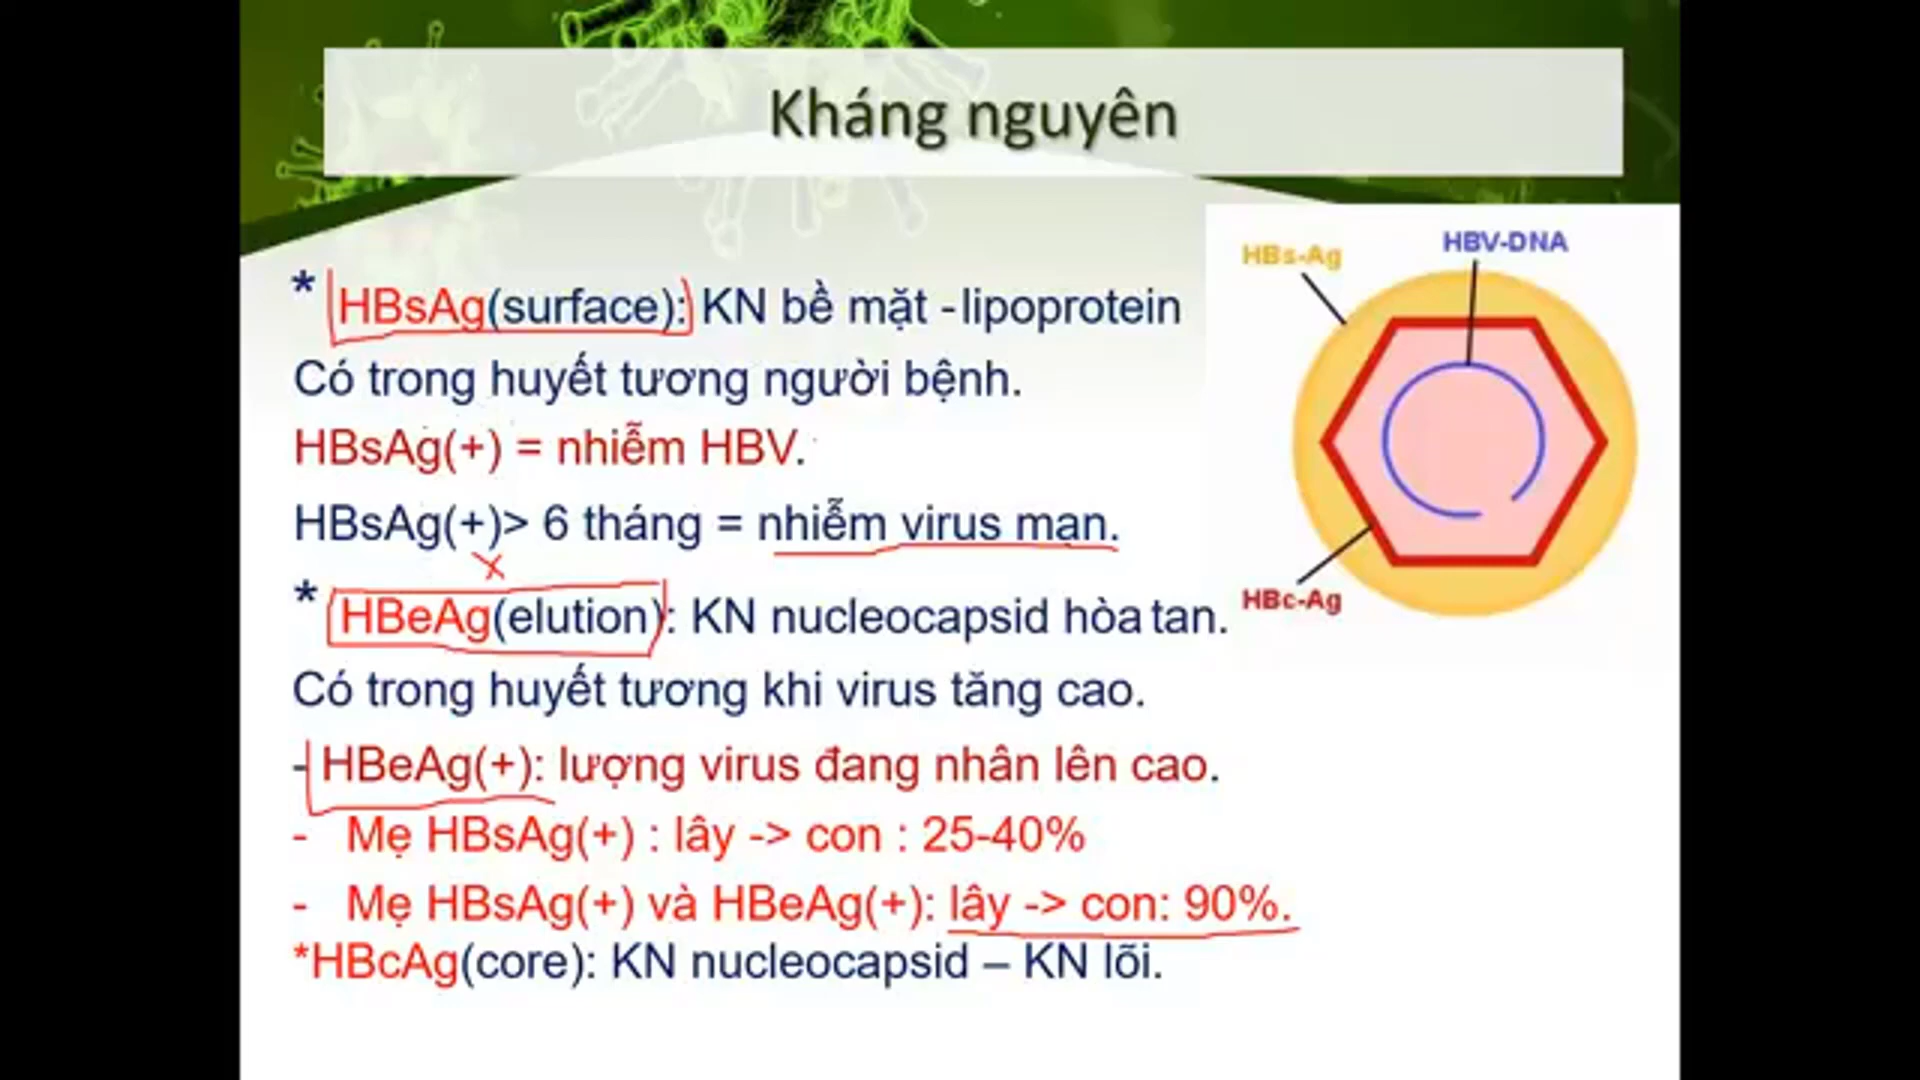 Kháng nguyên
* HBsAg(surface): KN bề mặt -lipoprotein
Có trong huyết tương người bệnh.
HBsAg(+) = nhiễm HBV.
HBsAg(+)> 6 tháng = nhiễm virus man.
* HBeAg(elution): KN nucleocapsid hòa tan.
Có trong huyết tương khi virus tăng cao.
- HBeAg(+): lượng virus đang nhân lên cao.
- Mẹ HBsAg(+) : lây -> con : 25-40%
- Mẹ HBsAg(+) và HBeAg(+): lây -> con: 90%.
*HBcAg(core): KN nucleocapsid – KN lõi.
HBs-Ag
HBV-DNA
HBc-Ag